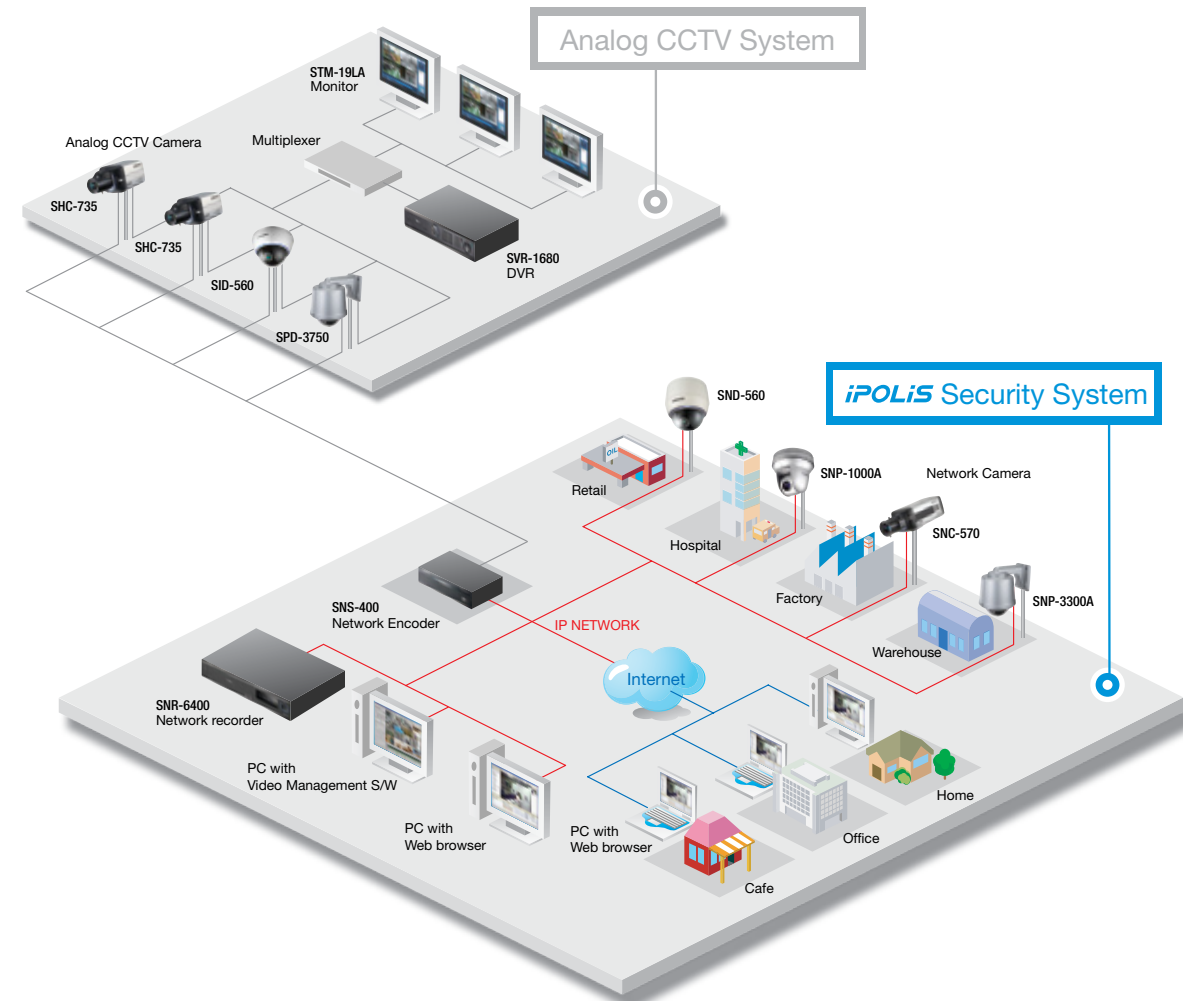 Analog CCTV System
STM-19LA
Monitor
Analog CCTV Camera
Multiplexer
SHC-735
SHC-735
SVR-1680
DVR
SID-560
SPD-3750
iPOLiS Security System
SND-560
OIL
Retail
SNP-1000A
Network Camera
Hospital
SNC-570
Factory
SNP-3300A
SNS-400
Network Encoder
IP NETWORK
Warehouse
Internet
SNR-6400
Network recorder
PC with
Video Management S/W
Home
PC with
Web browser
PC with
Web browser
Office
Cafe